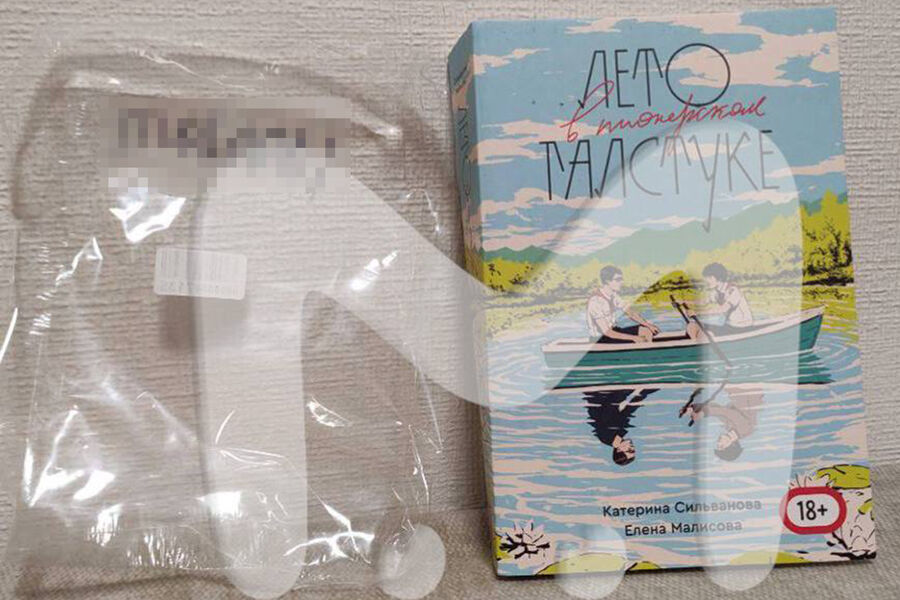 ЛЕТО
в пионерском
ГАЛСТУКЕ
Катерина Сильванова
Елена Малисова
18+